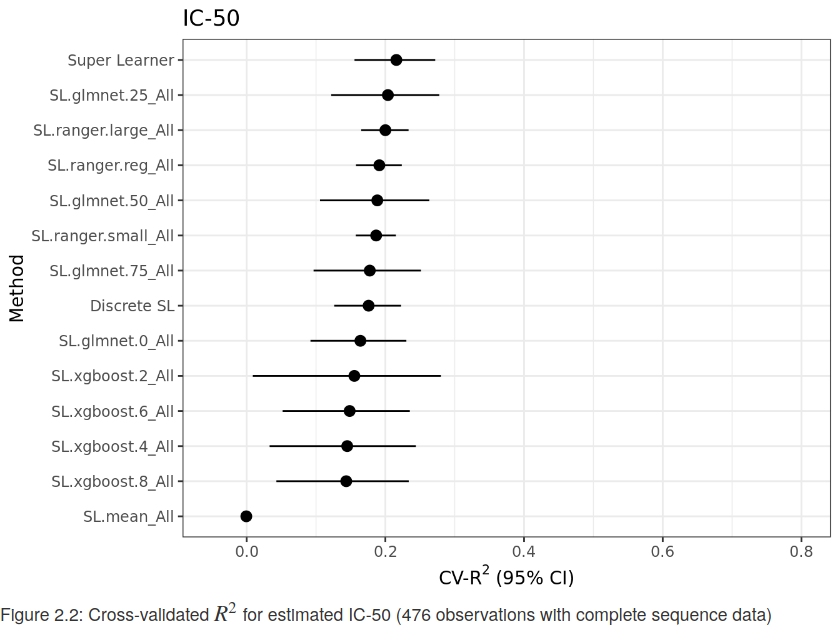 IC-50
Super Learner
SL.glmnet.25_All
SL.ranger.large_All
SL.ranger.reg_All
SL.glmnet.50_All
SL.ranger.small_All
SL.glmnet.75_All
Discrete SL
SL.glmnet.0_All
SL.xgboost.2_All
SL.xgboost.6_All
SL.xgboost.4_All
SL.xgboost.8_All
SL.mean_All
Method
0.0 0.2 0.4 0.6 0.8
CV-R² (95% CI)
Figure 2.2: Cross-validated R² for estimated IC-50 (476 observations with complete sequence data)